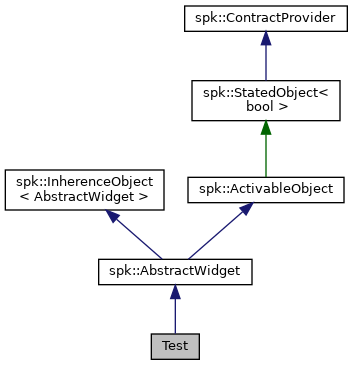 spk::ContractProvider
spk::StatedObject<
bool >
spk::InherenceObject
< AbstractWidget >
spk::ActivableObject
spk::AbstractWidget
Test